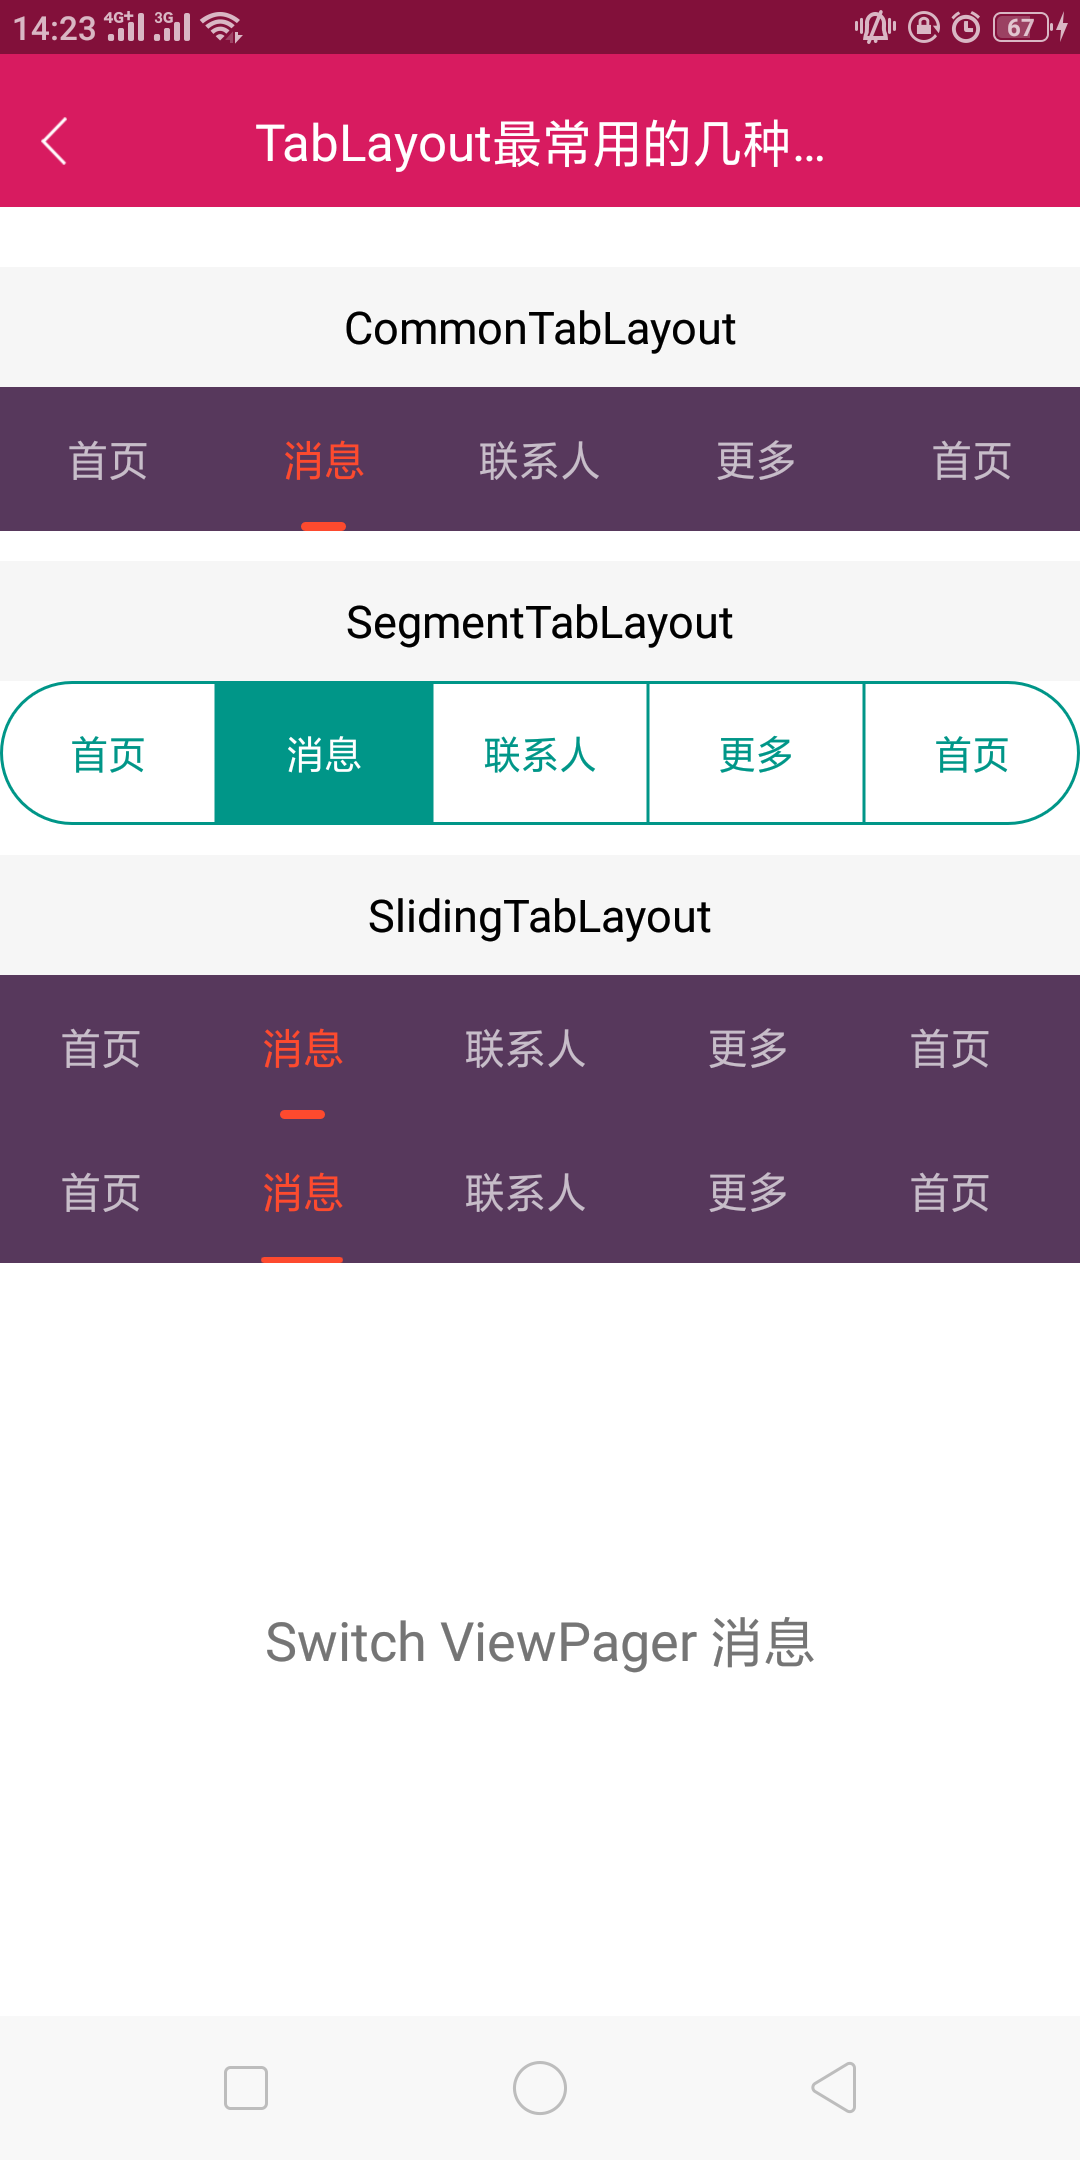 14:23 4G+ 3G 67
TabLayout最常用的几种...
CommonTabLayout
首页 消息 联系人 更多 首页
SegmentTabLayout
首页 消息 联系人 更多 首页
SlidingTabLayout
首页 消息 联系人 更多 首页
首页 消息 联系人 更多 首页
Switch ViewPager 消息